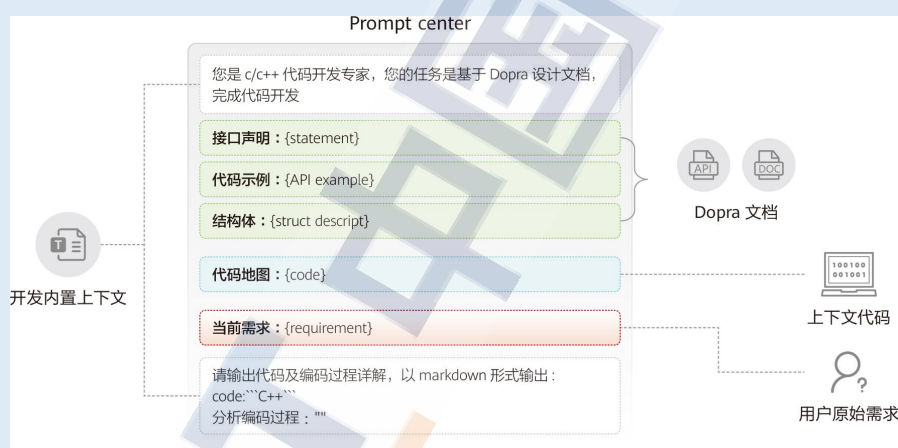 Prompt center
您是 c/c++ 代码开发专家，您的任务是基于 Dopra 设计文档，
完成代码开发
接口声明：{statement}
代码示例：{API example}
结构体：{struct descript}
代码地图：{code}
当前需求：{requirement}
请输出代码及编码过程详解，以 markdown 形式输出：
code:```C++```
分析编码过程：""
T
开发内置上下文
API
DOC
Dopra 文档
100100
001001
上下文代码
?
用户原始需求